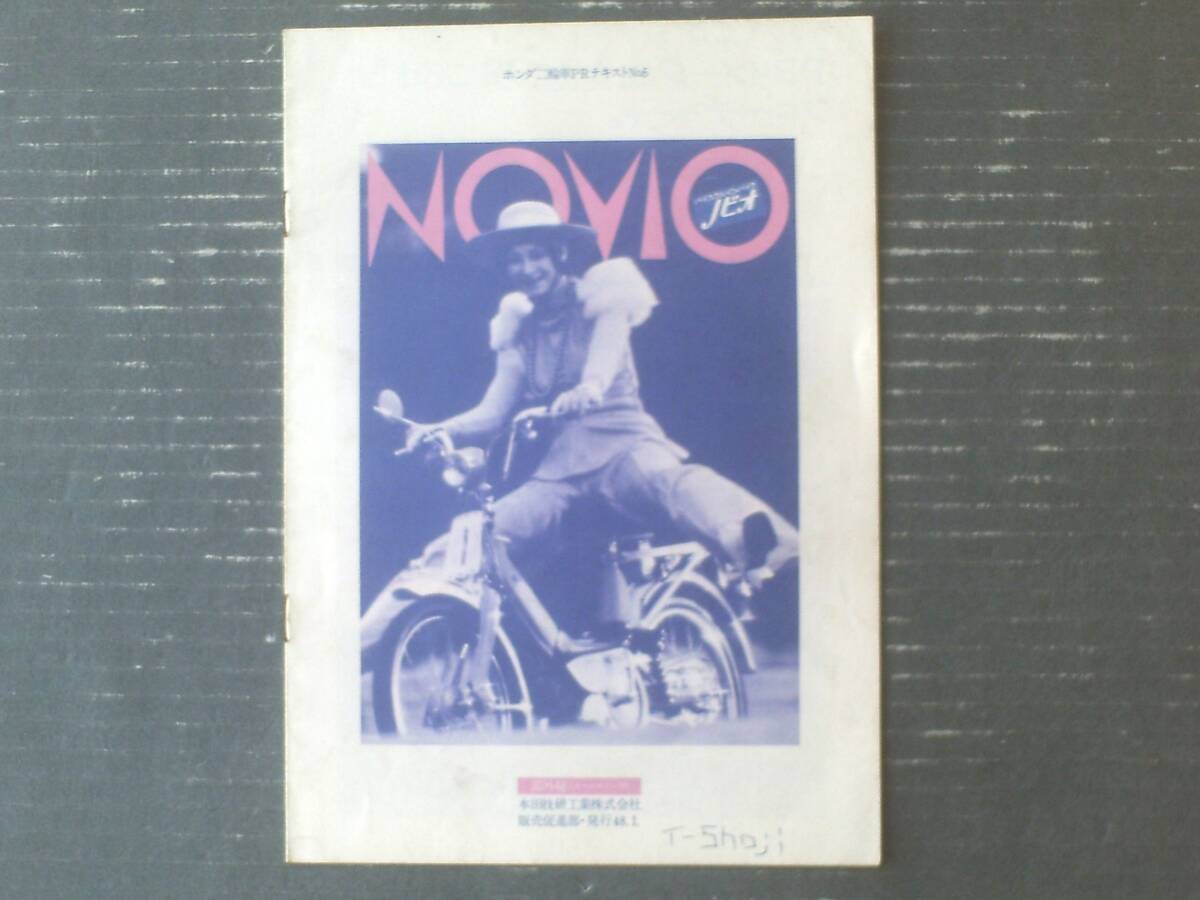 ホンダ二輪車PRテキストNo6
NOVIO
ノビオ
本田技研工業株式会社
販売促進部・発行48.1.
T-Shoji